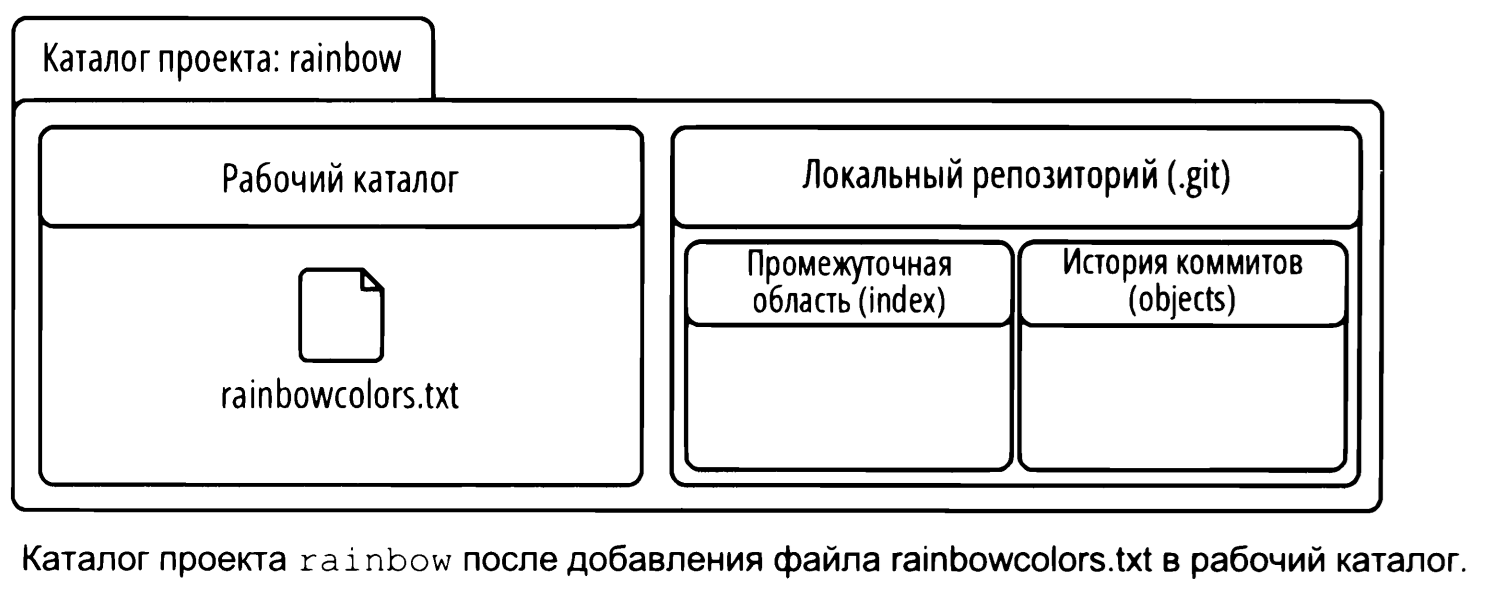 Каталог проекта: rainbow
Рабочий каталог
rainbowcolors.txt
Локальный репозиторий (.git)
Промежуточная
область (index)
История коммитов
(objects)
Каталог проекта rainbow после добавления файла rainbowcolors.txt в рабочий каталог.